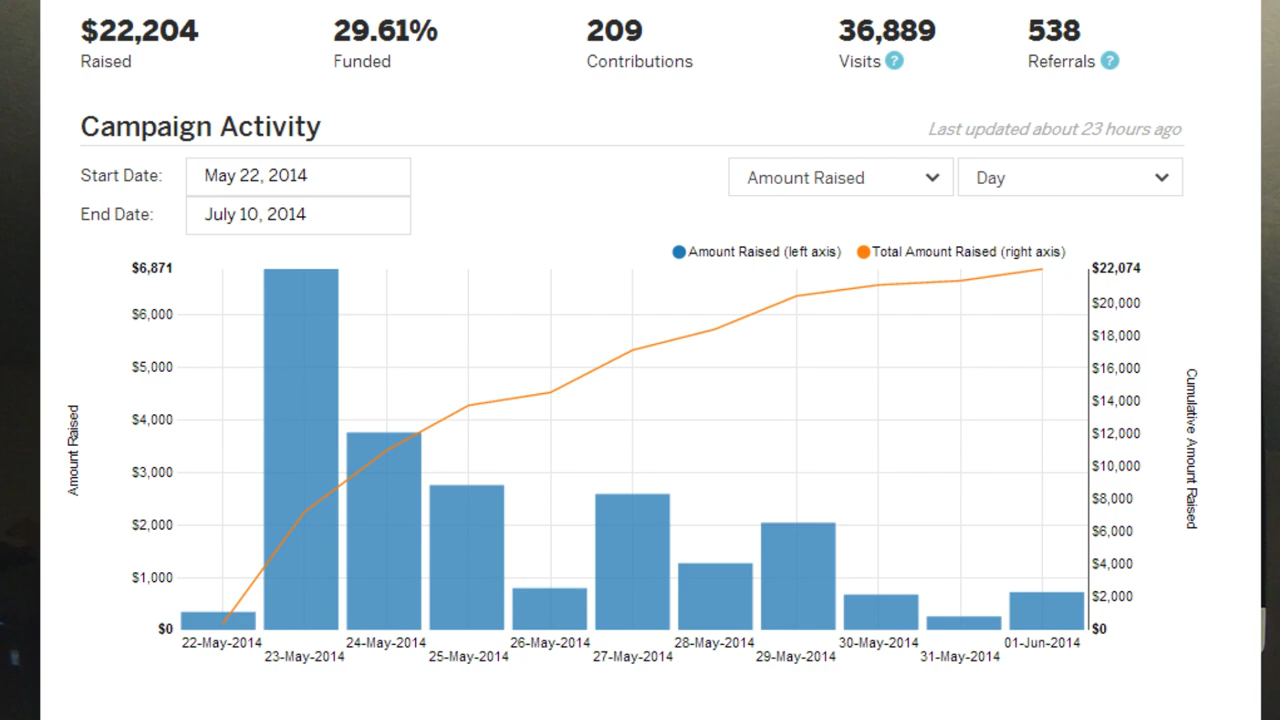 $22,204 29.61% 209 36,889 538
Raised Funded Contributions Visits ? Referrals ?
Campaign Activity Last updated about 23 hours ago
Start Date: May 22, 2014 Amount Raised Day
End Date: July 10, 2014
Amount Raised (left axis) Total Amount Raised (right axis)
$6,871
$6,000
$5,000
$4,000
$3,000
$2,000
$1,000
$0
Amount Raised
$22,074
$20,000
$18,000
$16,000
$14,000
$12,000
$10,000
$8,000
$6,000
$4,000
$2,000
$0
Cumulative Amount Raised
22-May-2014 24-May-2014 26-May-2014 28-May-2014 30-May-2014 01-Jun-2014
23-May-2014 25-May-2014 27-May-2014 29-May-2014 31-May-2014